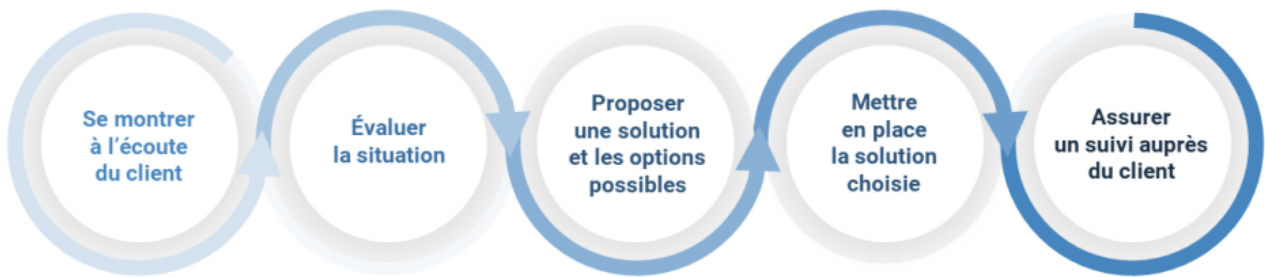 Se montrer
à l’écoute
du client
Évaluer
la situation
Proposer
une solution
et les options
possibles
Mettre
en place
la solution
choisie
Assurer
un suivi auprès
du client